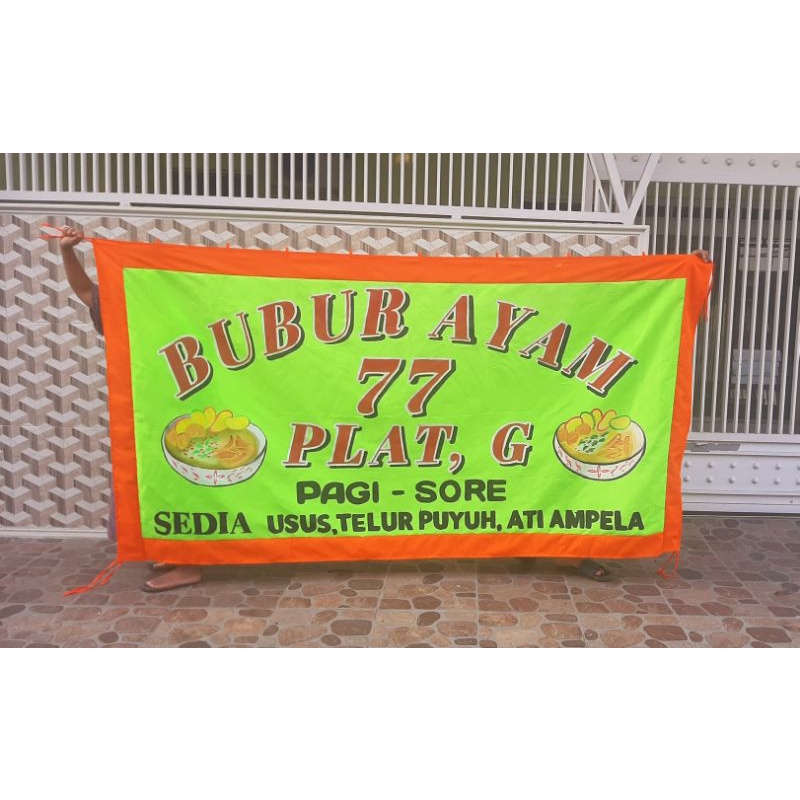 BUBUR AYAM
77
PLAT, G
PAGI - SORE
SEDIA USUS, TELUR PUYUH, ATI AMPELA